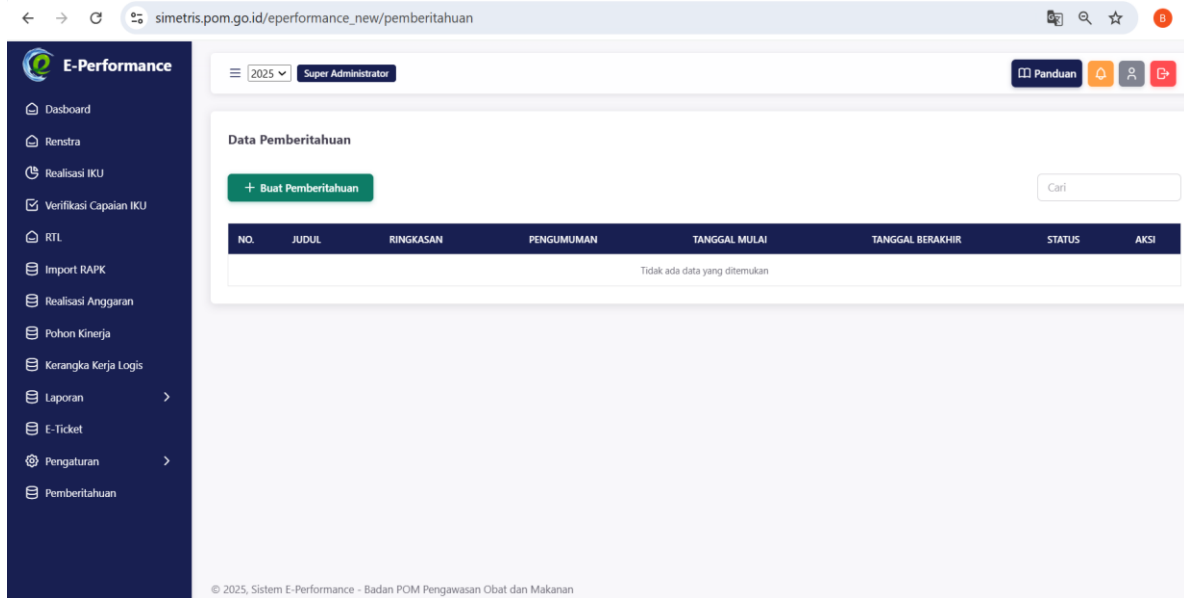 simetris.pom.go.id/eperformance_new/pemberitahuan
B
E-Performance
2025 Super Administrator
Panduan
Dasboard
Renstra
Realisasi IKU
Verifikasi Capaian IKU
RTL
Import RAPK
Realisasi Anggaran
Pohon Kinerja
Kerangka Kerja Logis
Laporan
E-Ticket
Pengaturan
Pemberitahuan
Data Pemberitahuan
+ Buat Pemberitahuan
Cari
NO. JUDUL RINGKASAN PENGUMUMAN TANGGAL MULAI TANGGAL BERAKHIR STATUS AKSI
Tidak ada data yang ditemukan
© 2025, Sistem E-Performance - Badan POM Pengawasan Obat dan Makanan